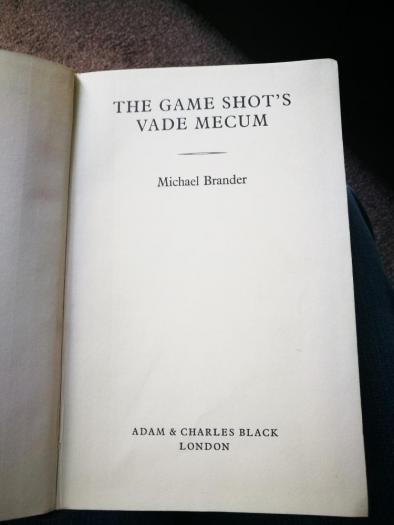 THE GAME SHOT'S
VADE MECUM
Michael Brander
ADAM & CHARLES BLACK
LONDON